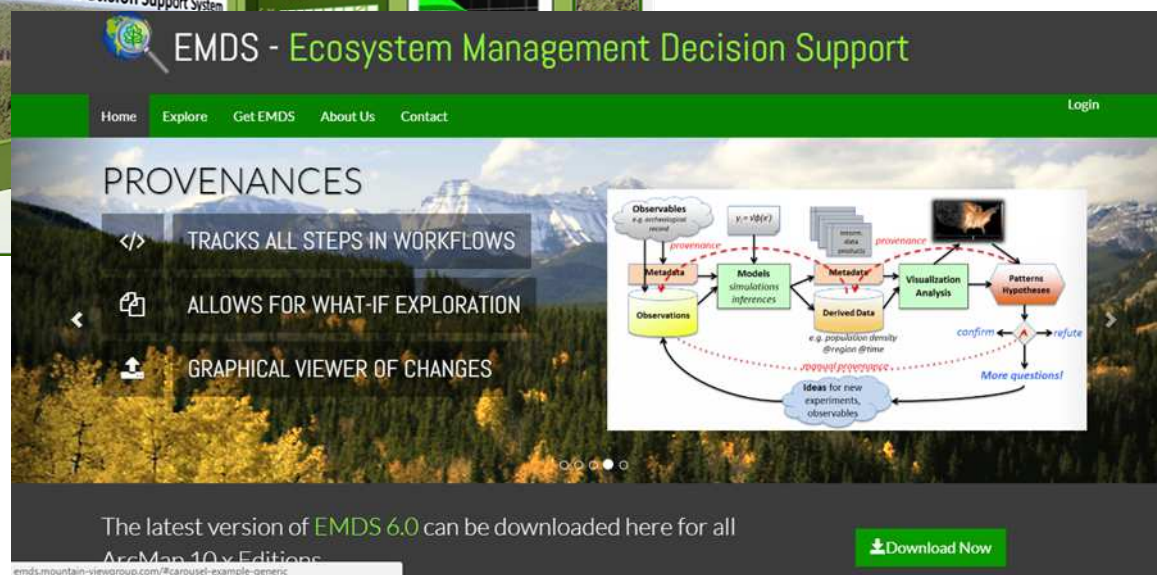 Decision Support System
EMDS - Ecosystem Management Decision Support
Home Explore Get EMDS About Us Contact
Login
PROVENANCES
</> TRACKS ALL STEPS IN WORKFLOWS
ALLOWS FOR WHAT-IF EXPLORATION
GRAPHICAL VIEWER OF CHANGES
Observables
e.g. archeological
record
provenance
Metadata
Observations
Models
simulations
inferences
data
products
Metadata
provenance
Derived Data
e.g. population density
@region @time
Visualization
Analysis
Patterns
Hypotheses
confirm
refute
More questions!
manual provenance
Ideas for new
experiments,
observables
The latest version of EMDS 6.0 can be downloaded here for all
ArcMap 10.x Editions
Download Now
emds.mountain-viewgroup.com/#carousel-example-generic